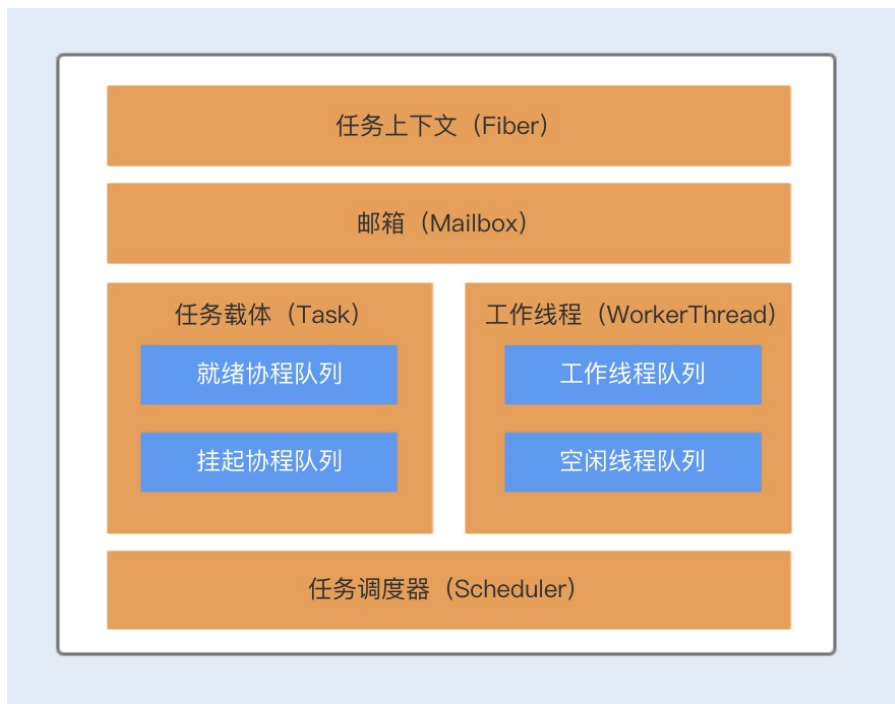 任务上下文（Fiber）
邮箱（Mailbox）
任务载体（Task）
就绪协程队列
挂起协程队列
工作线程（WorkerThread）
工作线程队列
空闲线程队列
任务调度器（Scheduler）